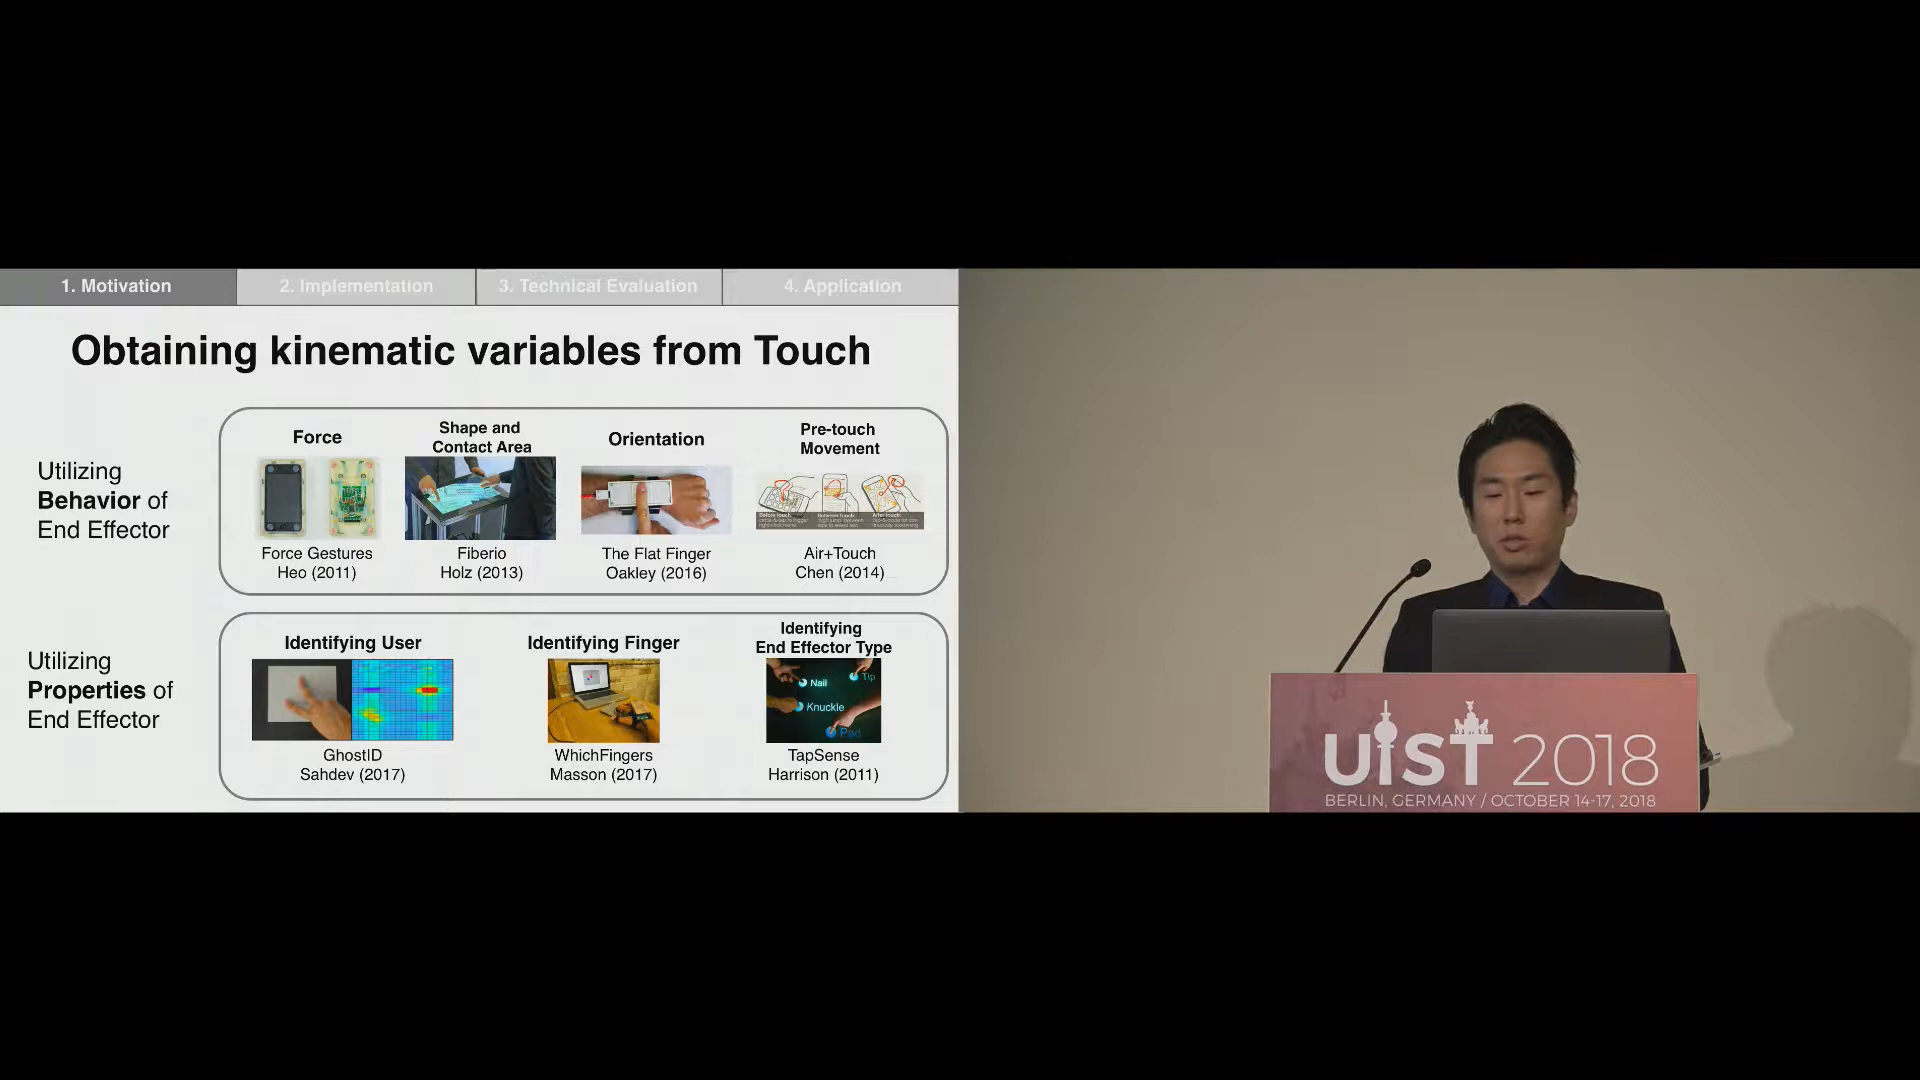 1. Motivation
2. Implementation
3. Technical Evaluation
4. Application
Obtaining kinematic variables from Touch
Utilizing
Behavior of
End Effector
Force
Force Gestures
Heo (2011)
Shape and
Contact Area
Fiberio
Holz (2013)
Orientation
The Flat Finger
Oakley (2016)
Pre-touch
Movement
Air+Touch
Chen (2014)
Utilizing
Properties of
End Effector
Identifying User
GhostID
Sahdev (2017)
Identifying Finger
WhichFingers
Masson (2017)
Identifying
End Effector Type
Nail
Tip
Knuckle
Pad
TapSense
Harrison (2011)
UIST 2018
BERLIN, GERMANY / OCTOBER 14-17, 2018